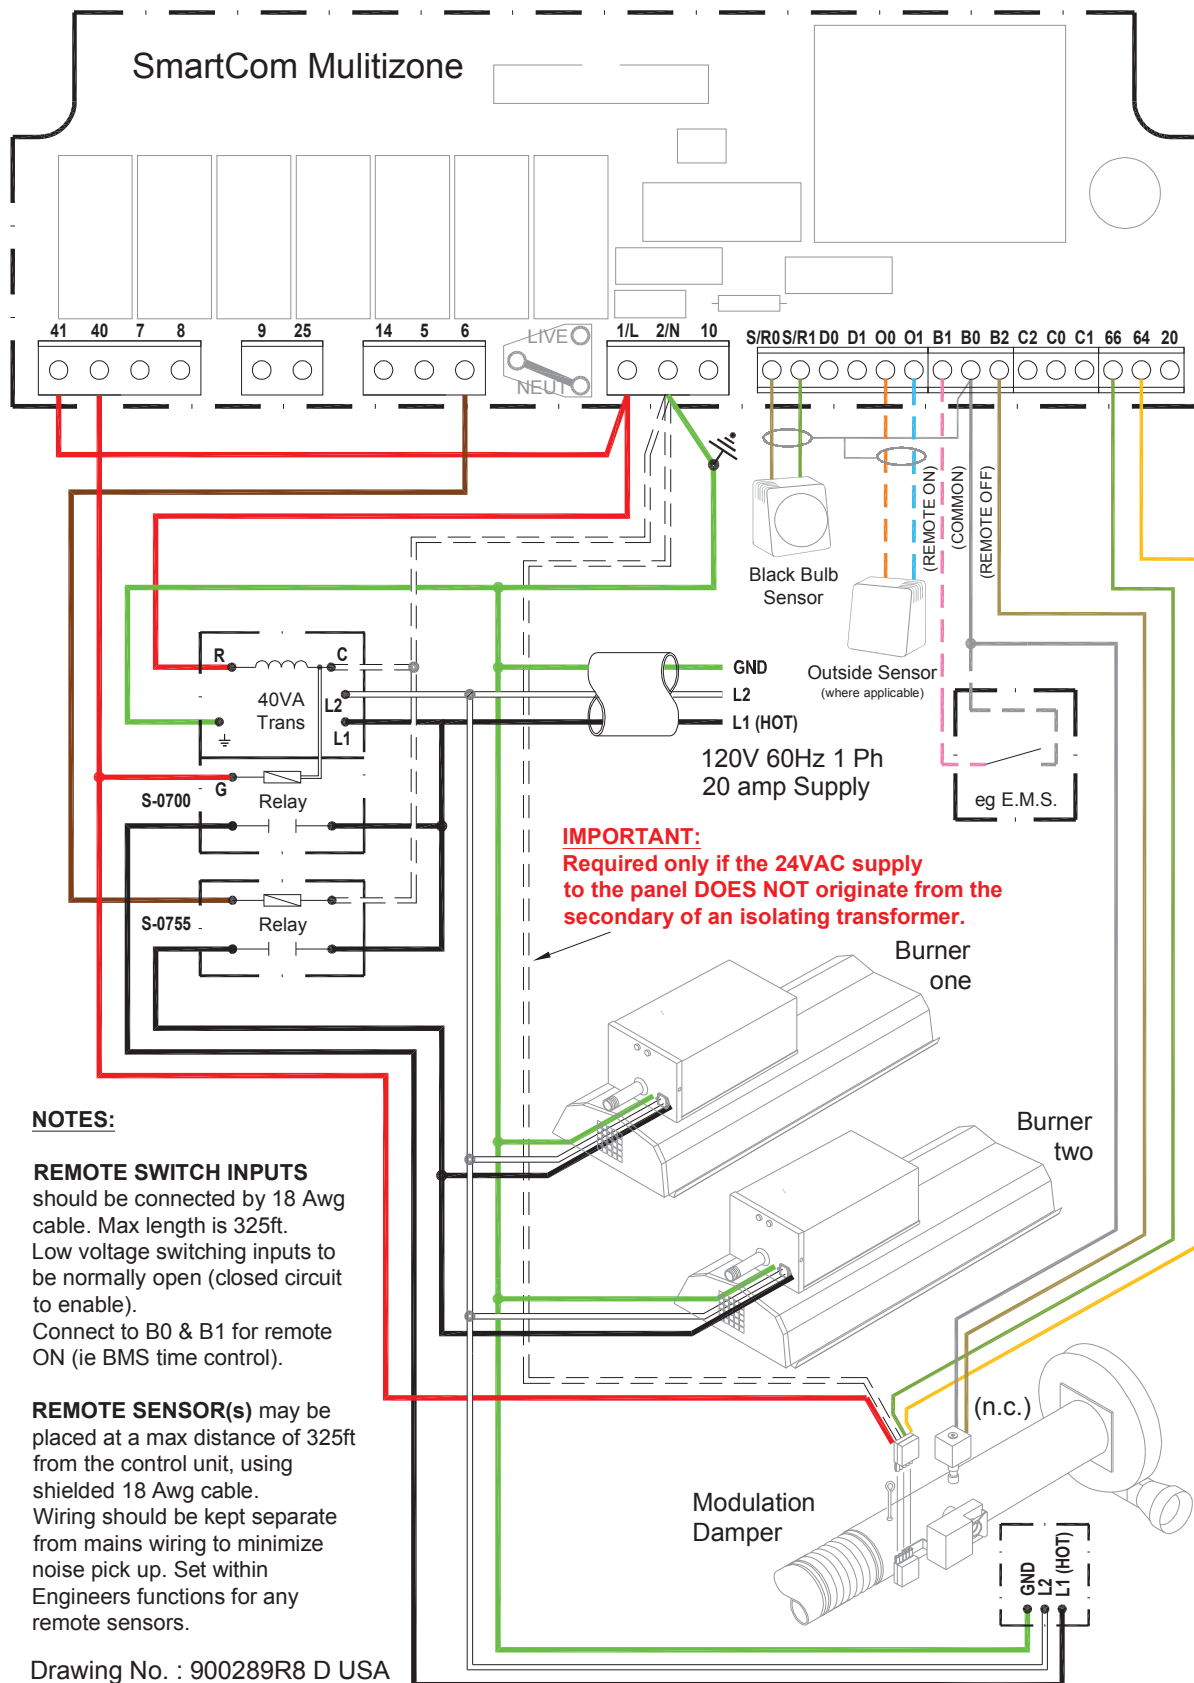 SmartCom Mulitizone
41 40 7 8 9 25 14 5 6 LIVE NEUT 1/L 2/N 10 S/R0 S/R1 D0 D1 O0 O1 B1 B0 B2 C2 C0 C1 66 64 20
(REMOTE ON)
(COMMON)
(REMOTE OFF)
Black Bulb
Sensor
Outside Sensor
(where applicable)
R C
40VA
Trans
L2
L1
GND
L2
L1 (HOT)
120V 60Hz 1 Ph
20 amp Supply
eg E.M.S.
G
S-0700
Relay
S-0755
Relay
IMPORTANT:
Required only if the 24VAC supply
to the panel DOES NOT originate from the
secondary of an isolating transformer.
Burner
one
Burner
two
NOTES:
REMOTE SWITCH INPUTS
should be connected by 18 Awg
cable. Max length is 325ft.
Low voltage switching inputs to
be normally open (closed circuit
to enable).
Connect to B0 & B1 for remote
ON (ie BMS time control).
REMOTE SENSOR(s) may be
placed at a max distance of 325ft
from the control unit, using
shielded 18 Awg cable.
Wiring should be kept separate
from mains wiring to minimize
noise pick up. Set within
Engineers functions for any
remote sensors.
(n.c.)
Modulation
Damper
GND
L2
L1 (HOT)
Drawing No. : 900289R8 D USA